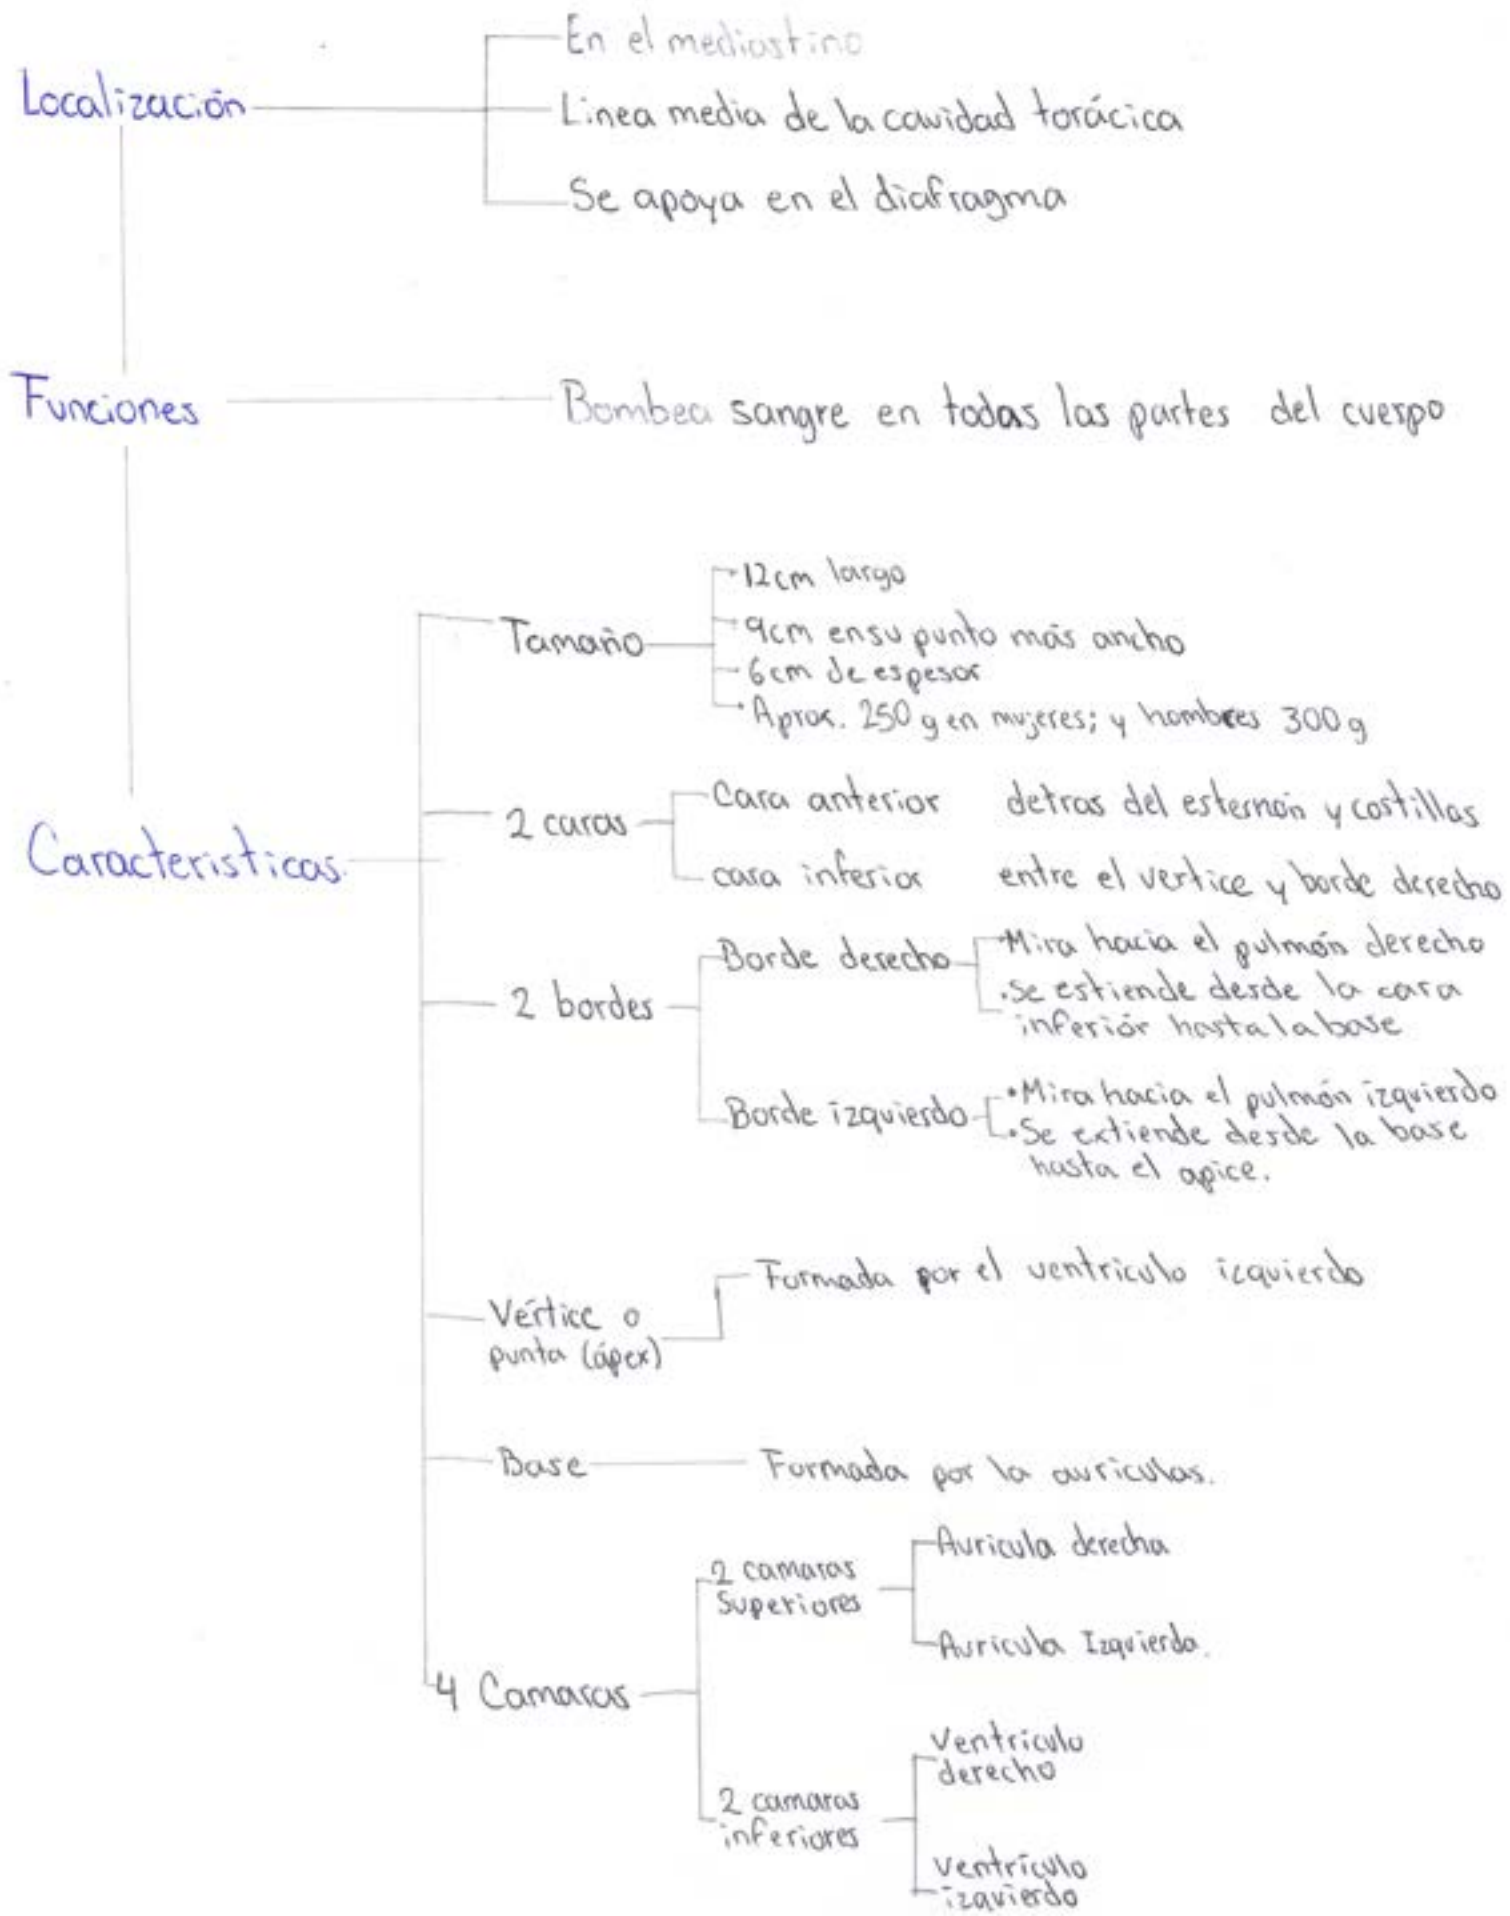 En el mediastino
Localización
Linea media de la cavidad torácica
Se apoya en el diafragma
Funciones
Bombea sangre en todas las partes del cuerpo
Caracteristicas.
Tamaño
12cm largo
9cm en su punto más ancho
6cm de espesor
Aprox. 250 g en mujeres; y hombres 300 g
2 caras
Cara anterior detras del esternón y costillas
cara inferior entre el vertice y borde derecho
2 bordes
Borde derecho
Mira hacia el pulmón derecho
• Se estiende desde la cara
inferiór hasta la base
Borde izquierdo
• Mira hacia el pulmón izquierdo
• Se extiende desde la base
hasta el apice.
Vértice o
punta (ápex)
Formada por el ventriculo izquierdo
Base
Formada por la auriculas.
4 Camaras
2 camaras
Superiores
Auricula derecha
Auricula Izquierda.
2 camaras
inferiores
Ventriculo
derecho
Ventrículo
izquierdo